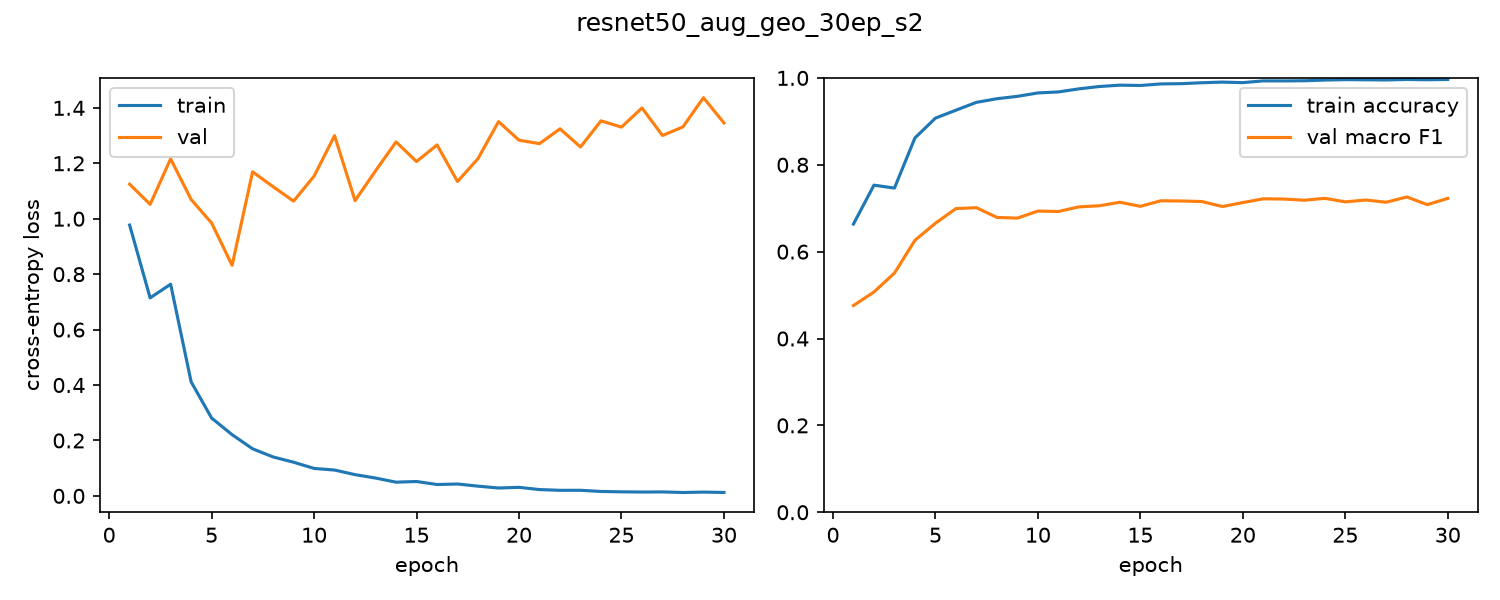 resnet50_aug_geo_30ep_s2
train
val
cross-entropy loss
1.4
1.2
1.0
0.8
0.6
0.4
0.2
0.0
0 5 10 15 20 25 30
epoch
train accuracy
val macro F1
1.0
0.8
0.6
0.4
0.2
0.0
0 5 10 15 20 25 30
epoch